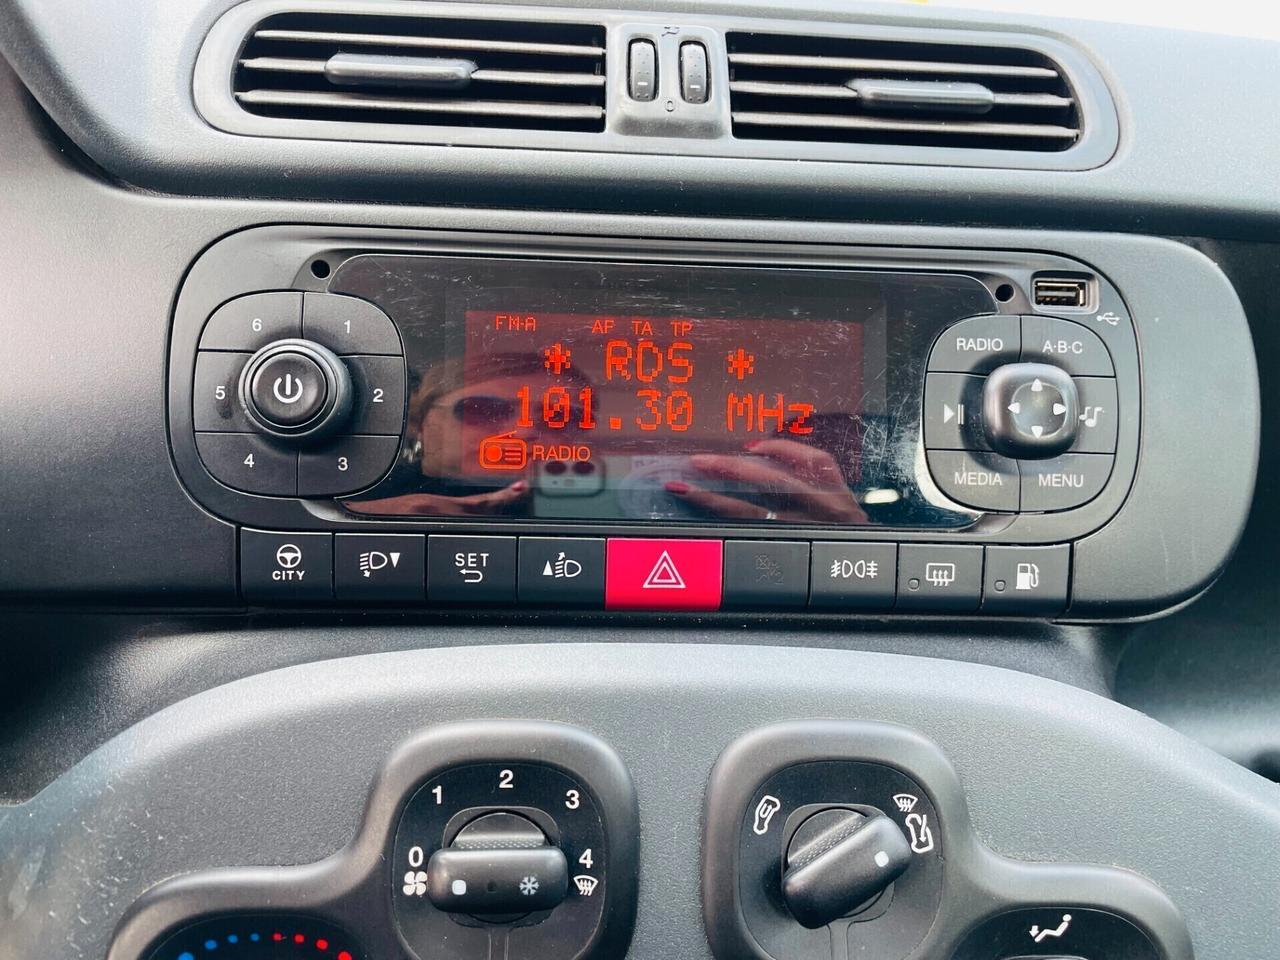 0
FM-A AF TA TP
* RDS *
101.30 MHz
RADIO
6 1
5 2
4 3
RADIO A·B·C
MEDIA MENU
CITY
SET
1 2 3
0 4